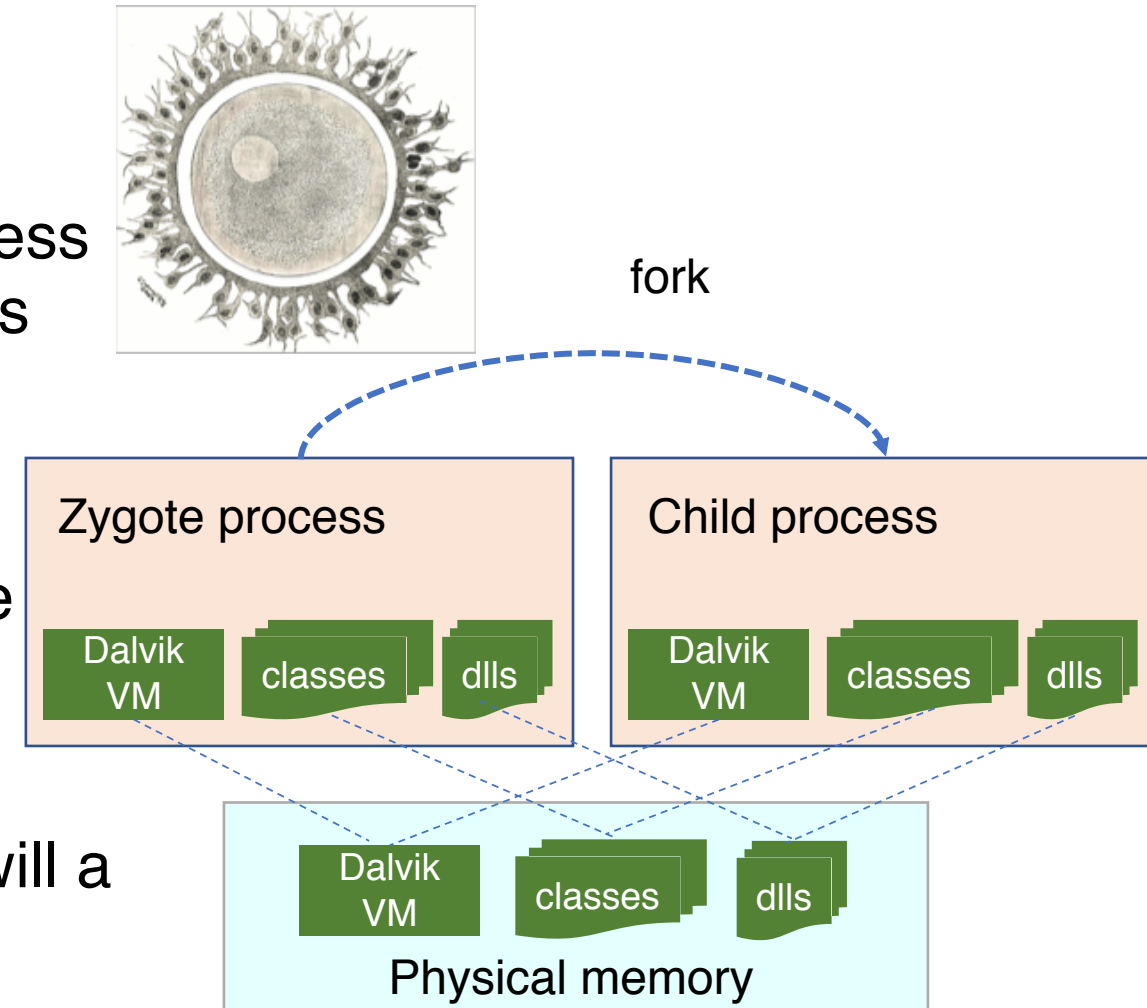 ess
s
fork
Zygote process
Child process
e
Dalvik
VM
classes
dlls
Dalvik
VM
classes
dlls
will a
Dalvik
VM
classes
dlls
Physical memory